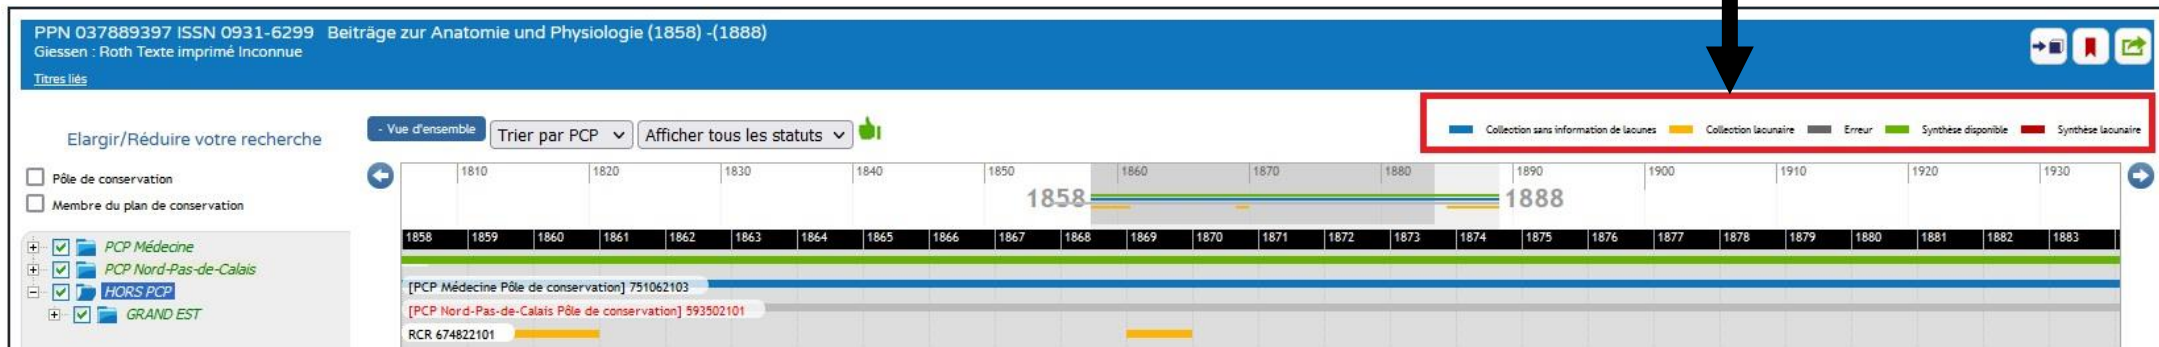 PPN 037889397 ISSN 0931-6299 Beiträge zur Anatomie und Physiologie (1858) -(1888)
Giessen : Roth Texte imprimé Inconnue
Titres liés
Elargir/Réduire votre recherche
- Vue d'ensemble Trier par PCP Afficher tous les statuts
Collection sans information de lacunes Collection lacunaire Erreur Synthèse disponible Synthèse lacunaire
Pôle de conservation
Membre du plan de conservation
1810 1820 1830 1840 1850 1860 1870 1880 1890 1900 1910 1920 1930
1858 1888
1858 1859 1860 1861 1862 1863 1864 1865 1866 1867 1868 1869 1870 1871 1872 1873 1874 1875 1876 1877 1878 1879 1880 1881 1882 1883
PCP Médecine
PCP Nord-Pas-de-Calais
HORS PCP
GRAND EST
[PCP Médecine Pôle de conservation] 751062103
[PCP Nord-Pas-de-Calais Pôle de conservation] 593502101
RCR 674822101